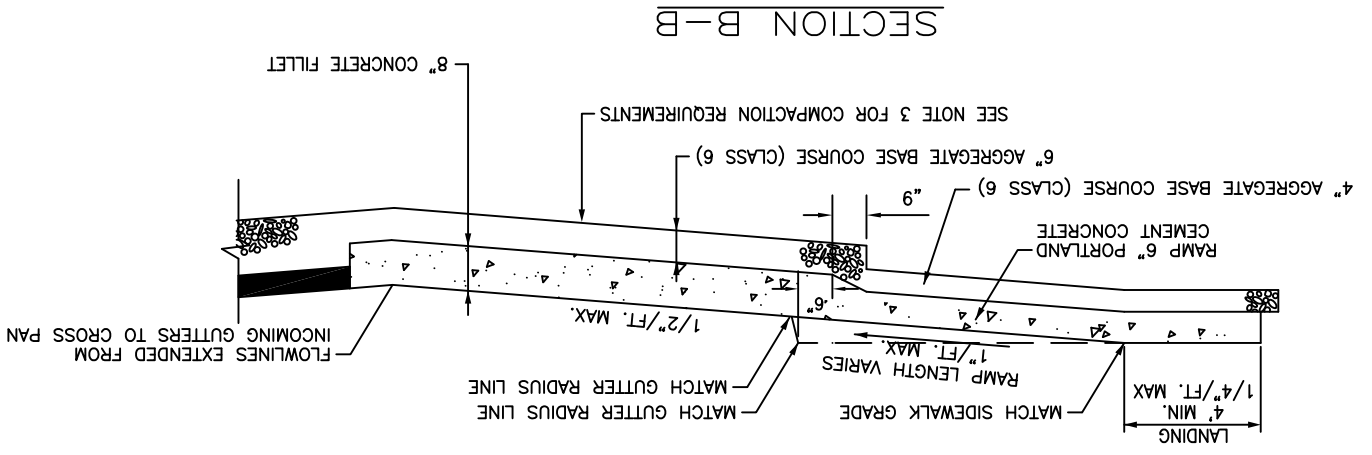 LANDING
4' MIN.
1/4"/FT. MAX
MATCH SIDEWALK GRADE
MATCH GUTTER RADIUS LINE
MATCH GUTTER RADIUS LINE
RAMP LENGTH VARIES
1"/FT. MAX.
FLOWLINES EXTENDED FROM
INCOMING GUTTERS TO CROSS PAN
1/2"/FT. MAX.
6"
RAMP 6" PORTLAND
CEMENT CONCRETE
9"
4" AGGREGATE BASE COURSE (CLASS 6)
6" AGGREGATE BASE COURSE (CLASS 6)
SEE NOTE 3 FOR COMPACTION REQUIREMENTS
8" CONCRETE FILLET
SECTION B-B